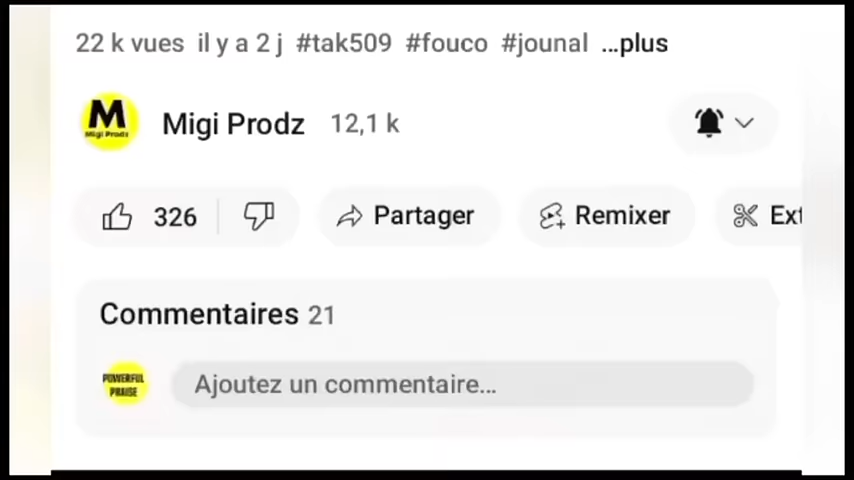 22 k vues il y a 2 j #tak509 #fouco #jounal ...plus
M
Migi Prodz
Migi Prodz 12,1 k
326 Partager Remixer Ext
Commentaires 21
POWERFUL
PRAISE
Ajoutez un commentaire...